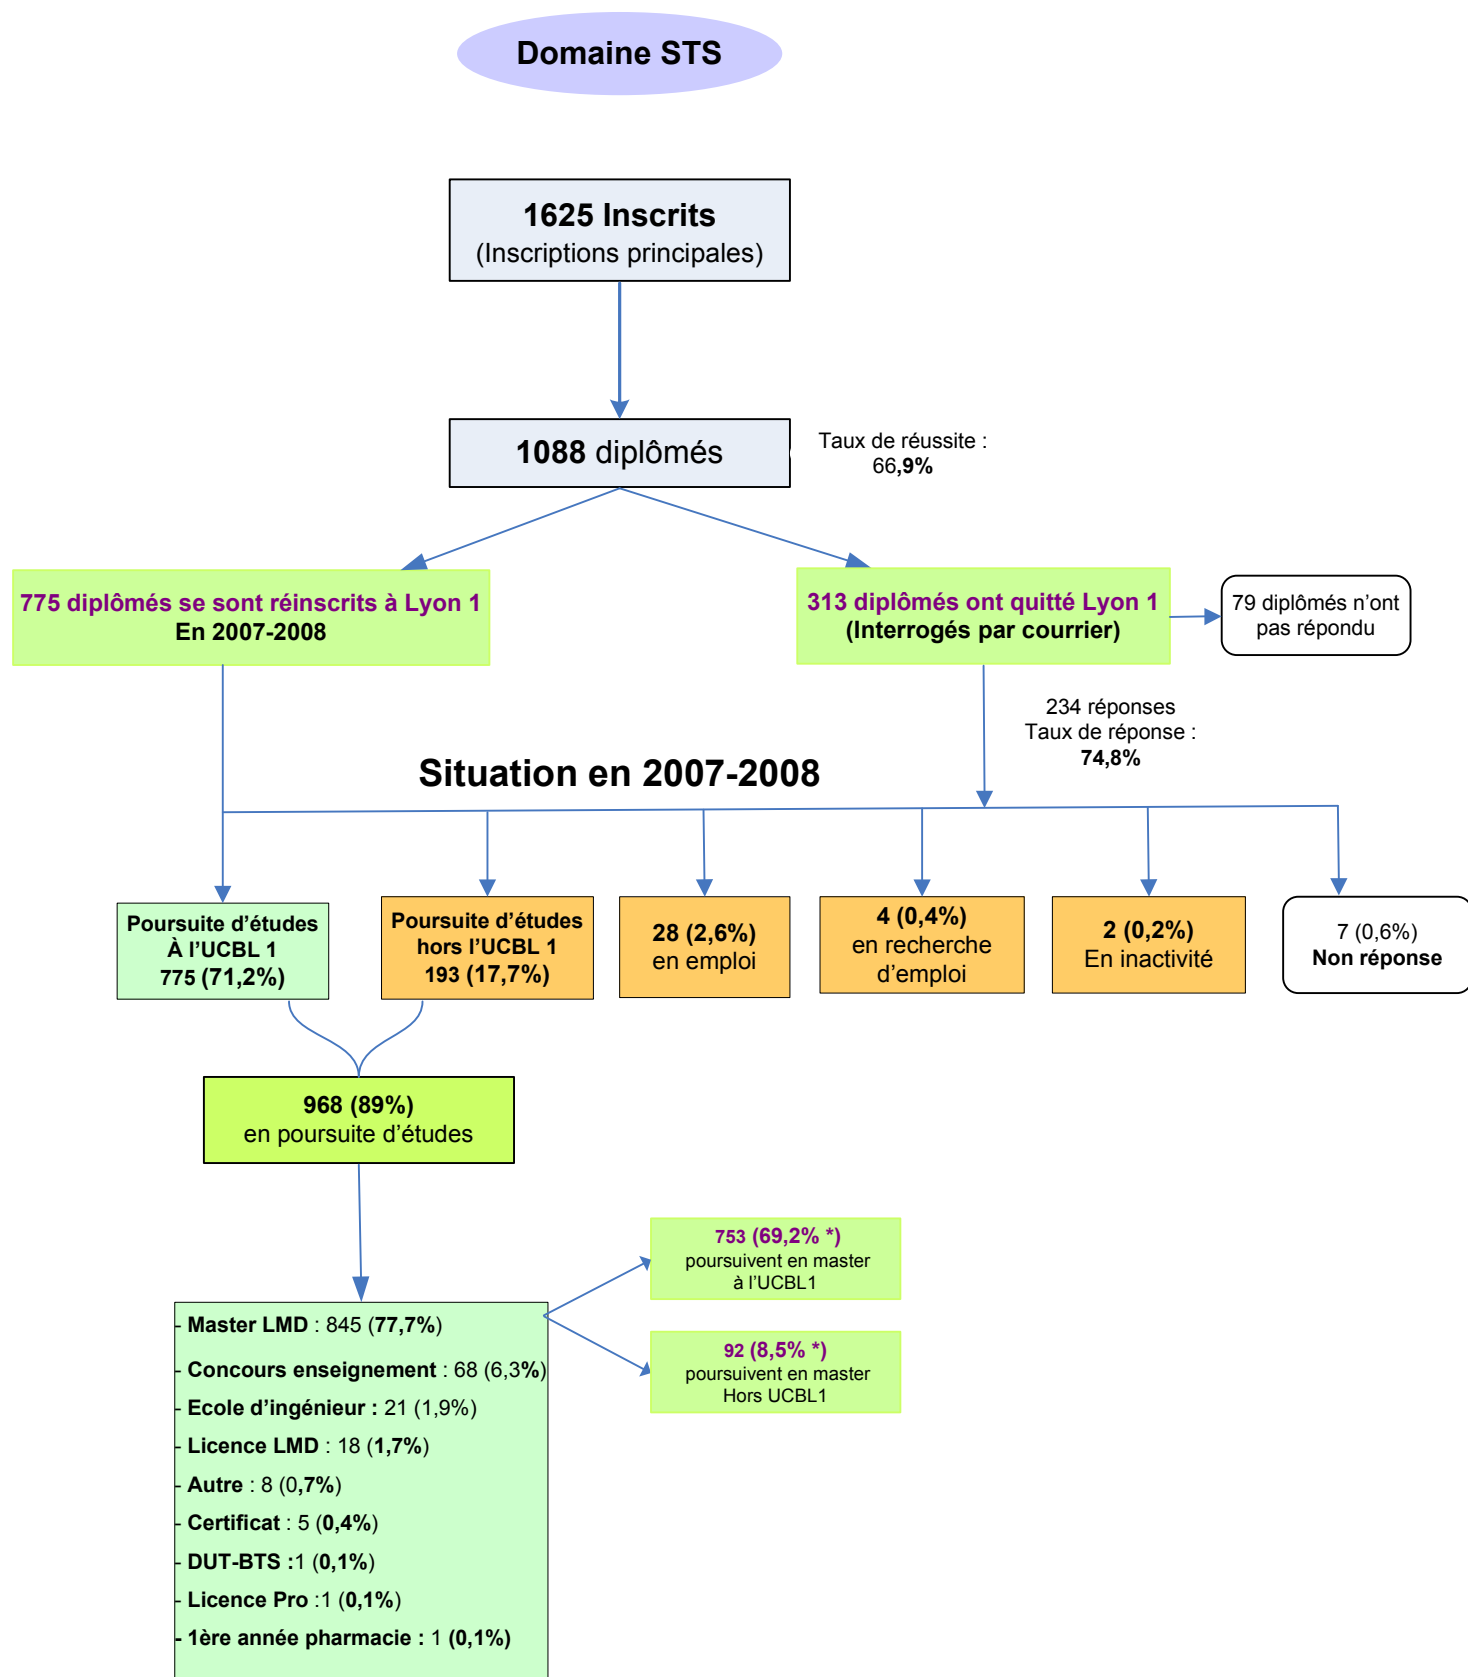 Domaine STS
1625 Inscrits
(Inscriptions principales)
1088 diplômés
Taux de réussite :
66,9%
775 diplômés se sont réinscrits à Lyon 1
En 2007-2008
313 diplômés ont quitté Lyon 1
(Interrogés par courrier)
79 diplômés n’ont
pas répondu
234 réponses
Taux de réponse :
74,8%
Situation en 2007-2008
Poursuite d’études
À l’UCBL 1
775 (71,2%)
Poursuite d’études
hors l’UCBL 1
193 (17,7%)
28 (2,6%)
en emploi
4 (0,4%)
en recherche
d’emploi
2 (0,2%)
En inactivité
7 (0,6%)
Non réponse
968 (89%)
en poursuite d’études
753 (69,2% *)
poursuivent en master
à l’UCBL1
92 (8,5% *)
poursuivent en master
Hors UCBL1
- Master LMD : 845 (77,7%)
- Concours enseignement : 68 (6,3%)
- Ecole d’ingénieur : 21 (1,9%)
- Licence LMD : 18 (1,7%)
- Autre : 8 (0,7%)
- Certificat : 5 (0,4%)
- DUT-BTS :1 (0,1%)
- Licence Pro :1 (0,1%)
- 1ère année pharmacie : 1 (0,1%)